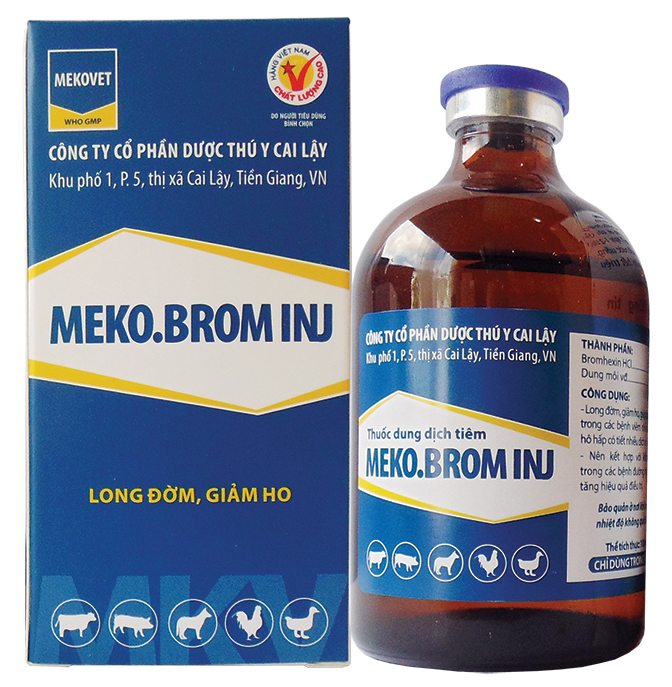 MEKOVET
WHO GMP
HÀNG VIỆT NAM
CHẤT LƯỢNG CAO
DO NGƯỜI TIÊU DÙNG
BÌNH CHỌN
CÔNG TY CỔ PHẦN DƯỢC THÚ Y CAI LẬY
Khu phố 1, P. 5, thị xã Cai Lậy, Tiền Giang, VN
MEKO.BROM INJ
LONG ĐỜM, GIẢM HO
MKV
CÔNG TY CỔ PHẦN DƯỢC THÚ Y CAI LẬY
Khu phố 1, P. 5, thị xã Cai Lậy, Tiền Giang, VN
Thuốc dung dịch tiêm
MEKO.BROM INJ
THÀNH PHẦN:
Bromhexin HCl
Dung môi vđ
CÔNG DỤNG:
- Long đờm, giảm ho,
trong các bệnh viêm
hô hấp có tiết nhiều
- Nên kết hợp với
trong các bệnh đường
tăng hiệu quả điều
Bảo quản ở nơi
nhiệt độ không
Thể tích thực:
CHỈ DÙNG TRONG